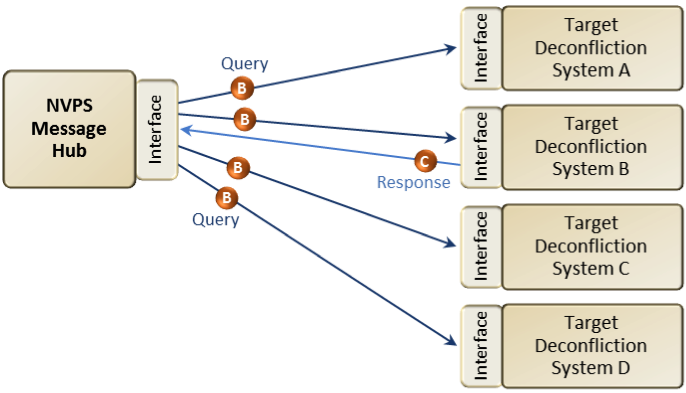 NVPS
Message
Hub
Interface
Query
B
B
C
Response
B
B
Query
Interface
Target
Deconfliction
System A
Interface
Target
Deconfliction
System B
Interface
Target
Deconfliction
System C
Interface
Target
Deconfliction
System D